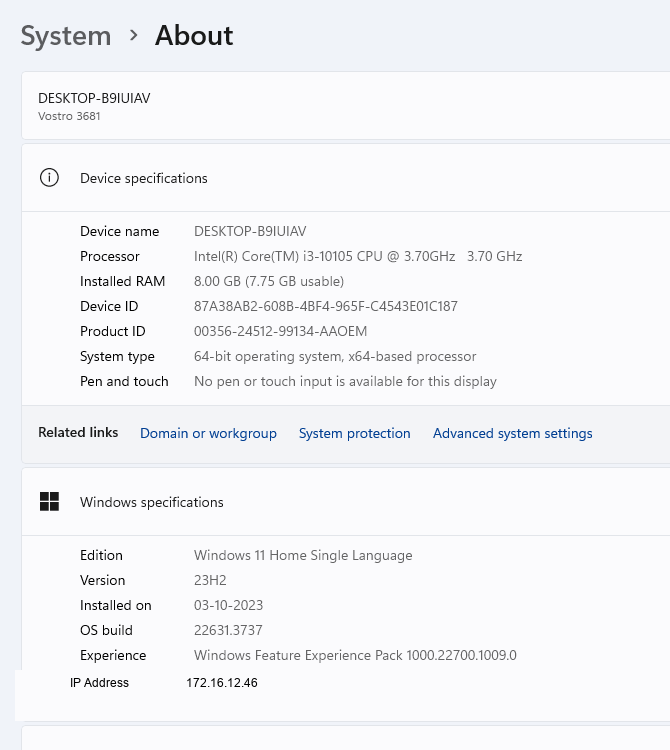 System > About
DESKTOP-B9IUIAV
Vostro 3681
Device specifications
Device name DESKTOP-B9IUIAV
Processor Intel(R) Core(TM) i3-10105 CPU @ 3.70GHz 3.70 GHz
Installed RAM 8.00 GB (7.75 GB usable)
Device ID 87A38AB2-608B-4BF4-965F-C4543E01C187
Product ID 00356-24512-99134-AAOEM
System type 64-bit operating system, x64-based processor
Pen and touch No pen or touch input is available for this display
Related links Domain or workgroup System protection Advanced system settings
Windows specifications
Edition Windows 11 Home Single Language
Version 23H2
Installed on 03-10-2023
OS build 22631.3737
Experience Windows Feature Experience Pack 1000.22700.1009.0
IP Address 172.16.12.46